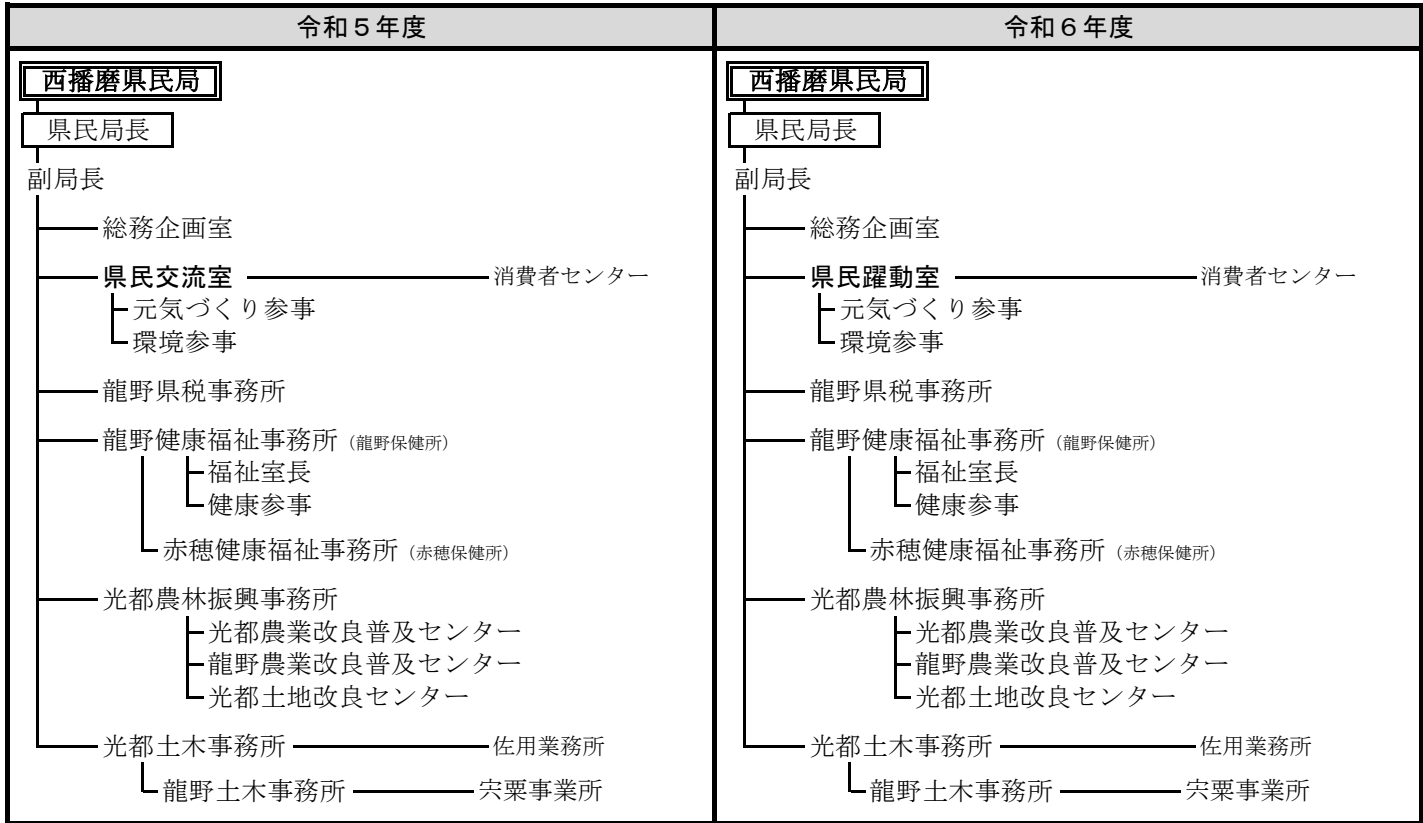 令和５年度
西播磨県民局
県民局長
副局長
総務企画室
県民交流室 消費者センター
元気づくり参事
環境参事
龍野県税事務所
龍野健康福祉事務所（龍野保健所）
福祉室長
健康参事
赤穂健康福祉事務所（赤穂保健所）
光都農林振興事務所
光都農業改良普及センター
龍野農業改良普及センター
光都土地改良センター
光都土木事務所 佐用業務所
龍野土木事務所 宍粟事業所
令和６年度
西播磨県民局
県民局長
副局長
総務企画室
県民躍動室 消費者センター
元気づくり参事
環境参事
龍野県税事務所
龍野健康福祉事務所（龍野保健所）
福祉室長
健康参事
赤穂健康福祉事務所（赤穂保健所）
光都農林振興事務所
光都農業改良普及センター
龍野農業改良普及センター
光都土地改良センター
光都土木事務所 佐用業務所
龍野土木事務所 宍粟事業所